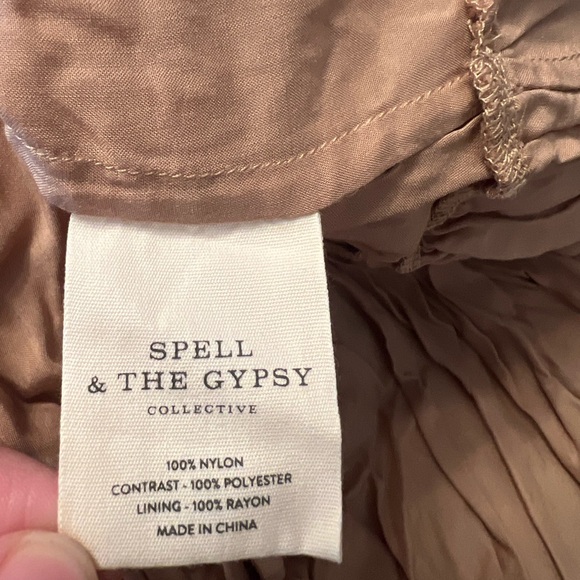 SPELL
& THE GYPSY
COLLECTIVE
100% NYLON
CONTRAST - 100% POLYESTER
LINING - 100% RAYON
MADE IN CHINA